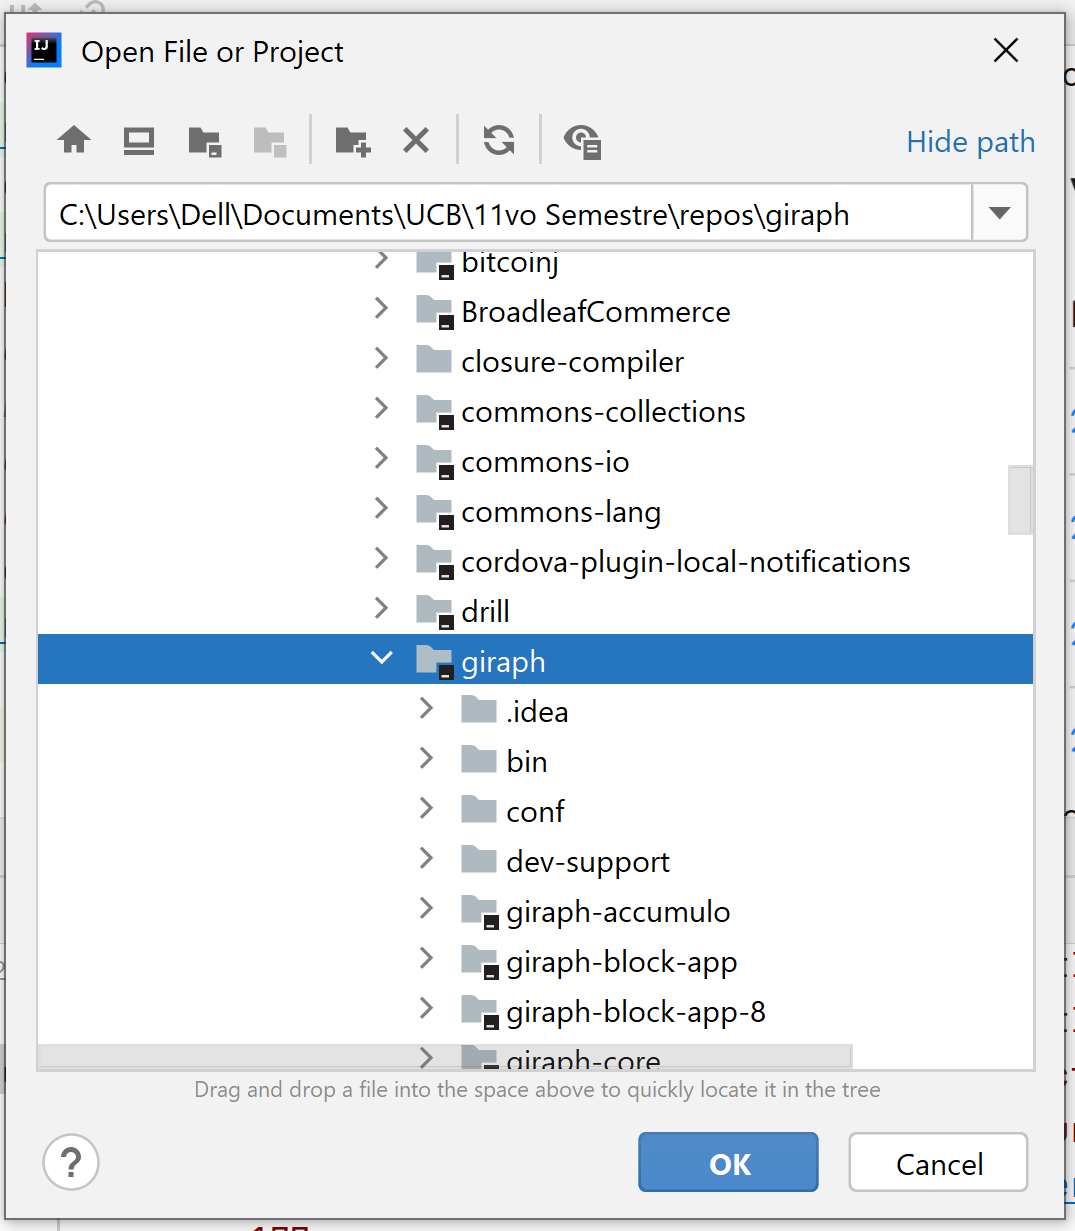 IJ
Open File or Project
Hide path
C:\Users\Dell\Documents\UCB\11vo Semestre\repos\giraph
bitcoinj
BroadleafCommerce
closure-compiler
commons-collections
commons-io
commons-lang
cordova-plugin-local-notifications
drill
giraph
.idea
bin
conf
dev-support
giraph-accumulo
giraph-block-app
giraph-block-app-8
giraph-core
Drag and drop a file into the space above to quickly locate it in the tree
?
OK
Cancel